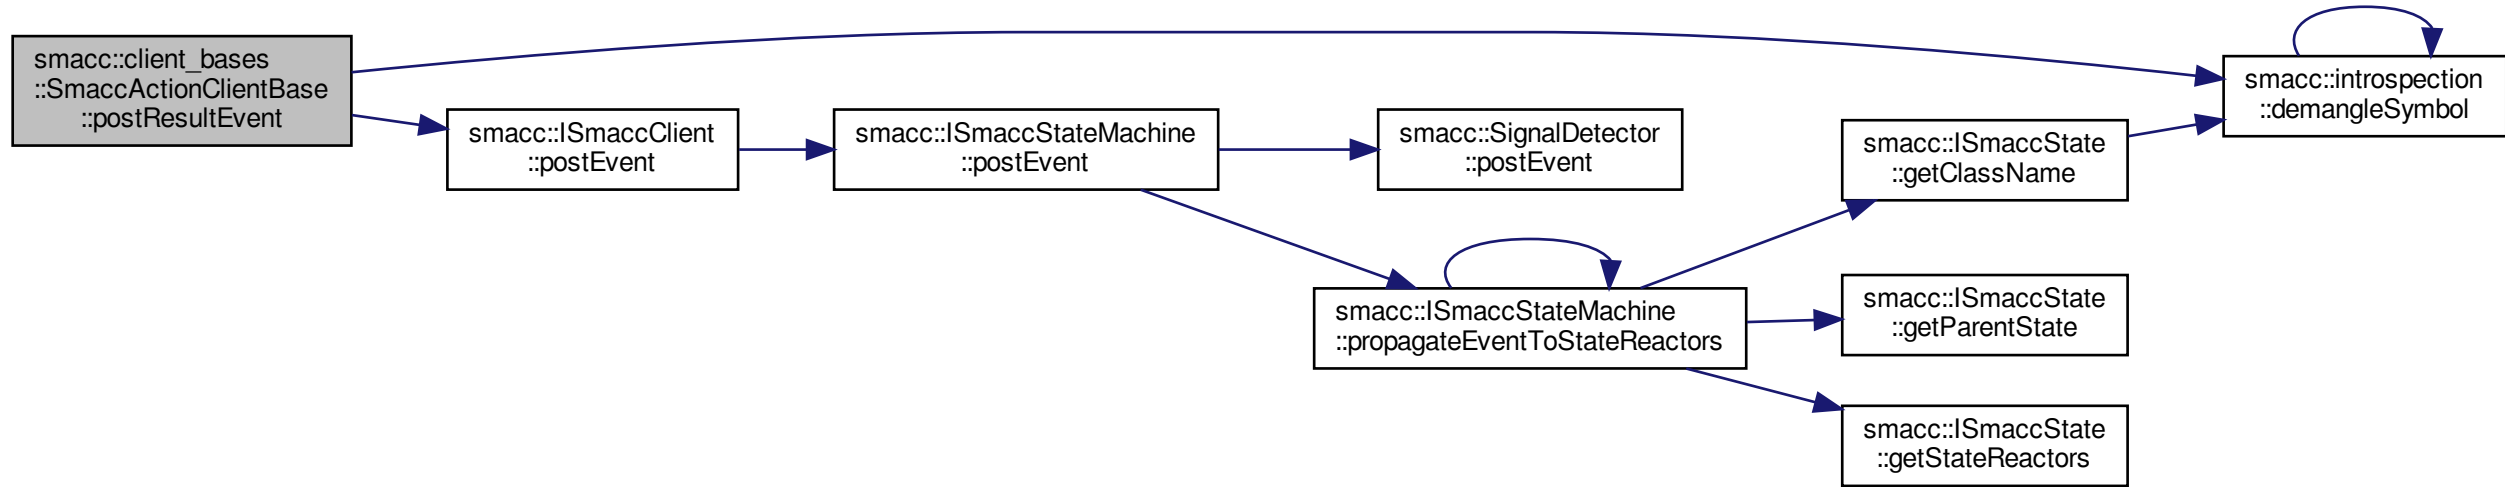 smacc::client_bases
::SmaccActionClientBase
::postResultEvent
smacc::ISmaccClient
::postEvent
smacc::ISmaccStateMachine
::postEvent
smacc::SignalDetector
::postEvent
smacc::ISmaccStateMachine
::propagateEventToStateReactors
smacc::ISmaccState
::getClassName
smacc::introspection
::demangleSymbol
smacc::ISmaccState
::getParentState
smacc::ISmaccState
::getStateReactors